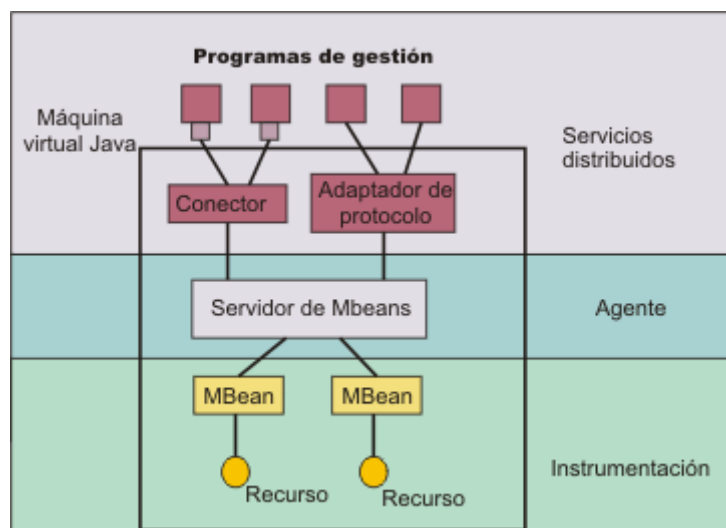 Programas de gestión
Máquina
virtual Java
Servicios
distribuidos
Conector
Adaptador de
protocolo
Servidor de Mbeans
Agente
MBean
MBean
Instrumentación
Recurso
Recurso